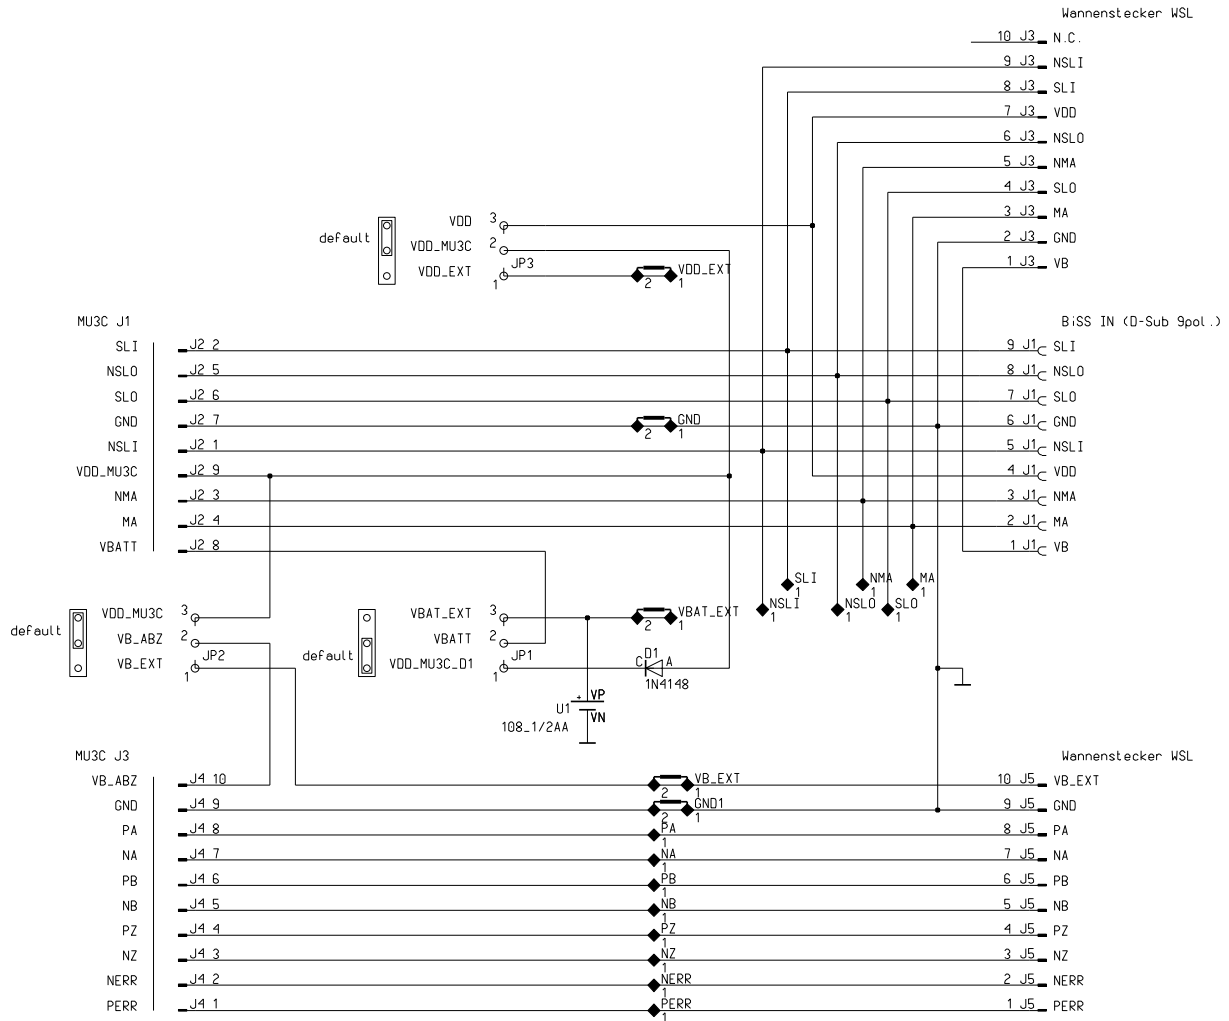 Wannenstecker WSL
10 J3 N.C.
9 J3 NSLI
8 J3 SLI
7 J3 VDD
6 J3 NSLO
5 J3 NMA
4 J3 SLO
3 J3 MA
2 J3 GND
1 J3 VB
default
VDD 3
VDD_MU3C 2
VDD_EXT 1 JP3
VDD_EXT
2 1
MU3C J1
BiSS IN (D-Sub 9pol.)
SLI J2 2 9 J1 SLI
NSLO J2 5 8 J1 NSLO
SLO J2 6 7 J1 SLO
GND J2 7 2 1 GND 6 J1 GND
NSLI J2 1 5 J1 NSLI
VDD_MU3C J2 9 4 J1 VDD
NMA J2 3 3 J1 NMA
MA J2 4 2 J1 MA
VBATT J2 8 1 J1 VB
SLI 1
NMA 1
MA 1
NSLI 1
NSLO 1
SLO 1
default
VDD_MU3C 3
VB_ABZ 2
VB_EXT 1 JP2
default
VBAT_EXT 3
VBATT 2
VDD_MU3C_D1 1 JP1
VBAT_EXT
2 1
D1
C A
1N4148
+ VP
U1 VN
108_1/2AA
MU3C J3
Wannenstecker WSL
VB_ABZ J4 10 2 1 VB_EXT 10 J5 VB_EXT
GND J4 9 2 1 GND1 9 J5 GND
PA J4 8 PA 1 8 J5 PA
NA J4 7 NA 1 7 J5 NA
PB J4 6 PB 1 6 J5 PB
NB J4 5 NB 1 5 J5 NB
PZ J4 4 PZ 1 4 J5 PZ
NZ J4 3 NZ 1 3 J5 NZ
NERR J4 2 NERR 1 2 J5 NERR
PERR J4 1 PERR 1 1 J5 PERR